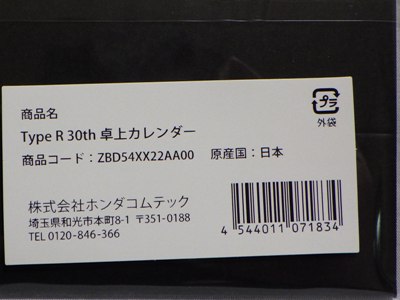 商品名
Type R 30th 卓上カレンダー
商品コード：ZBD54XX22AA00 原産国：日本
プラ
外袋
株式会社ホンダコムテック
埼玉県和光市本町8-1 〒351-0188
TEL 0120-846-366
4 544011 071834